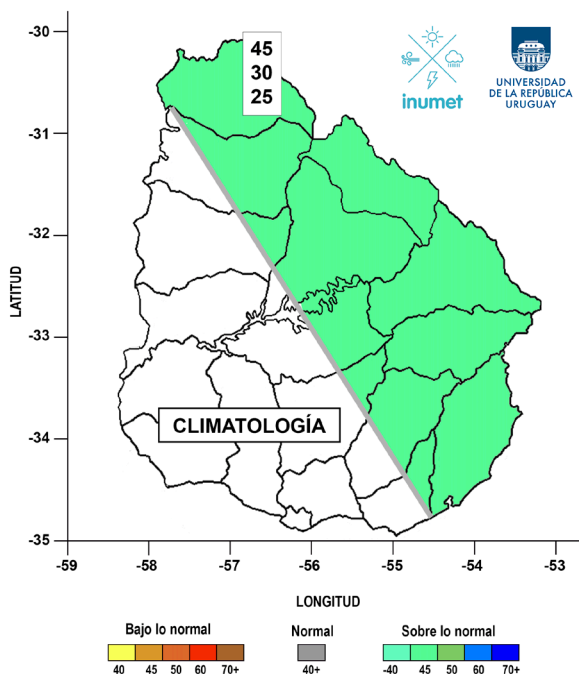 45
30
25
inumet
UNIVERSIDAD
DE LA REPÚBLICA
URUGUAY
-30
-31
-32
-33
-34
-35
LATITUD
CLIMATOLOGÍA
-59
-58
-57
-56
-55
-54
-53
LONGITUD
Bajo lo normal
40
45
50
60
70+
Normal
40+
Sobre lo normal
-40
45
50
60
70+